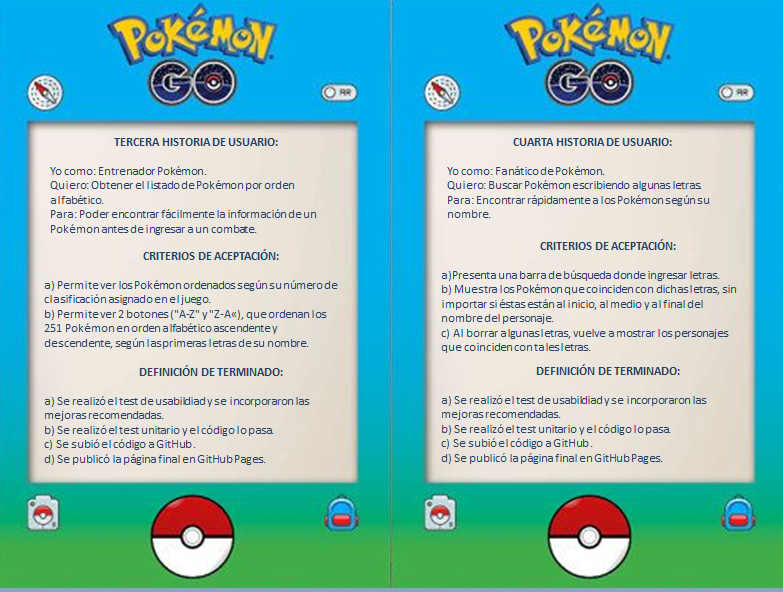 POKÉMON
GO
AR
TERCERA HISTORIA DE USUARIO:
Yo como: Entrenador Pokémon.
Quiero: Obtener el listado de Pokémon por orden
alfabético.
Para: Poder encontrar fácilmente la información de un
Pokémon antes de ingresar a un combate.
CRITERIOS DE ACEPTACIÓN:
a) Permite ver los Pokémon ordenados según su número de
clasificación asignado en el juego.
b) Permite ver 2 botones ("A-Z" y "Z-A«), que ordenan los
251 Pokémon en orden alfabético ascendente y
descendente, según las primeras letras de su nombre.
DEFINICIÓN DE TERMINADO:
a) Se realizó el test de usabildiad y se incorporaron las
mejoras recomendadas.
b) Se realizó el test unitario y el código lo pasa.
c) Se subió el código a GitHub.
d) Se publicó la página final en GitHub Pages.
POKÉMON
GO
AR
CUARTA HISTORIA DE USUARIO:
Yo como: Fanático de Pokémon.
Quiero: Buscar Pokémon escribiendo algunas letras.
Para: Encontrar rápidamente a los Pokémon según su
nombre.
CRITERIOS DE ACEPTACIÓN:
a)Presenta una barra de búsqueda donde ingresar letras.
b) Muestra los Pokémon que coinciden con dichas letras, sin
importar si éstas están al inicio, al medio y al final del
nombre del personaje.
c) Al borrar algunas letras, vuelve a mostrar los personajes
que coinciden con tales letras.
DEFINICIÓN DE TERMINADO:
a) Se realizó el test de usabildiad y se incorporaron las
mejoras recomendadas.
b) Se realizó el test unitario y el código lo pasa.
c) Se subió el código a GitHub.
d) Se publicó la página final en GitHub Pages.